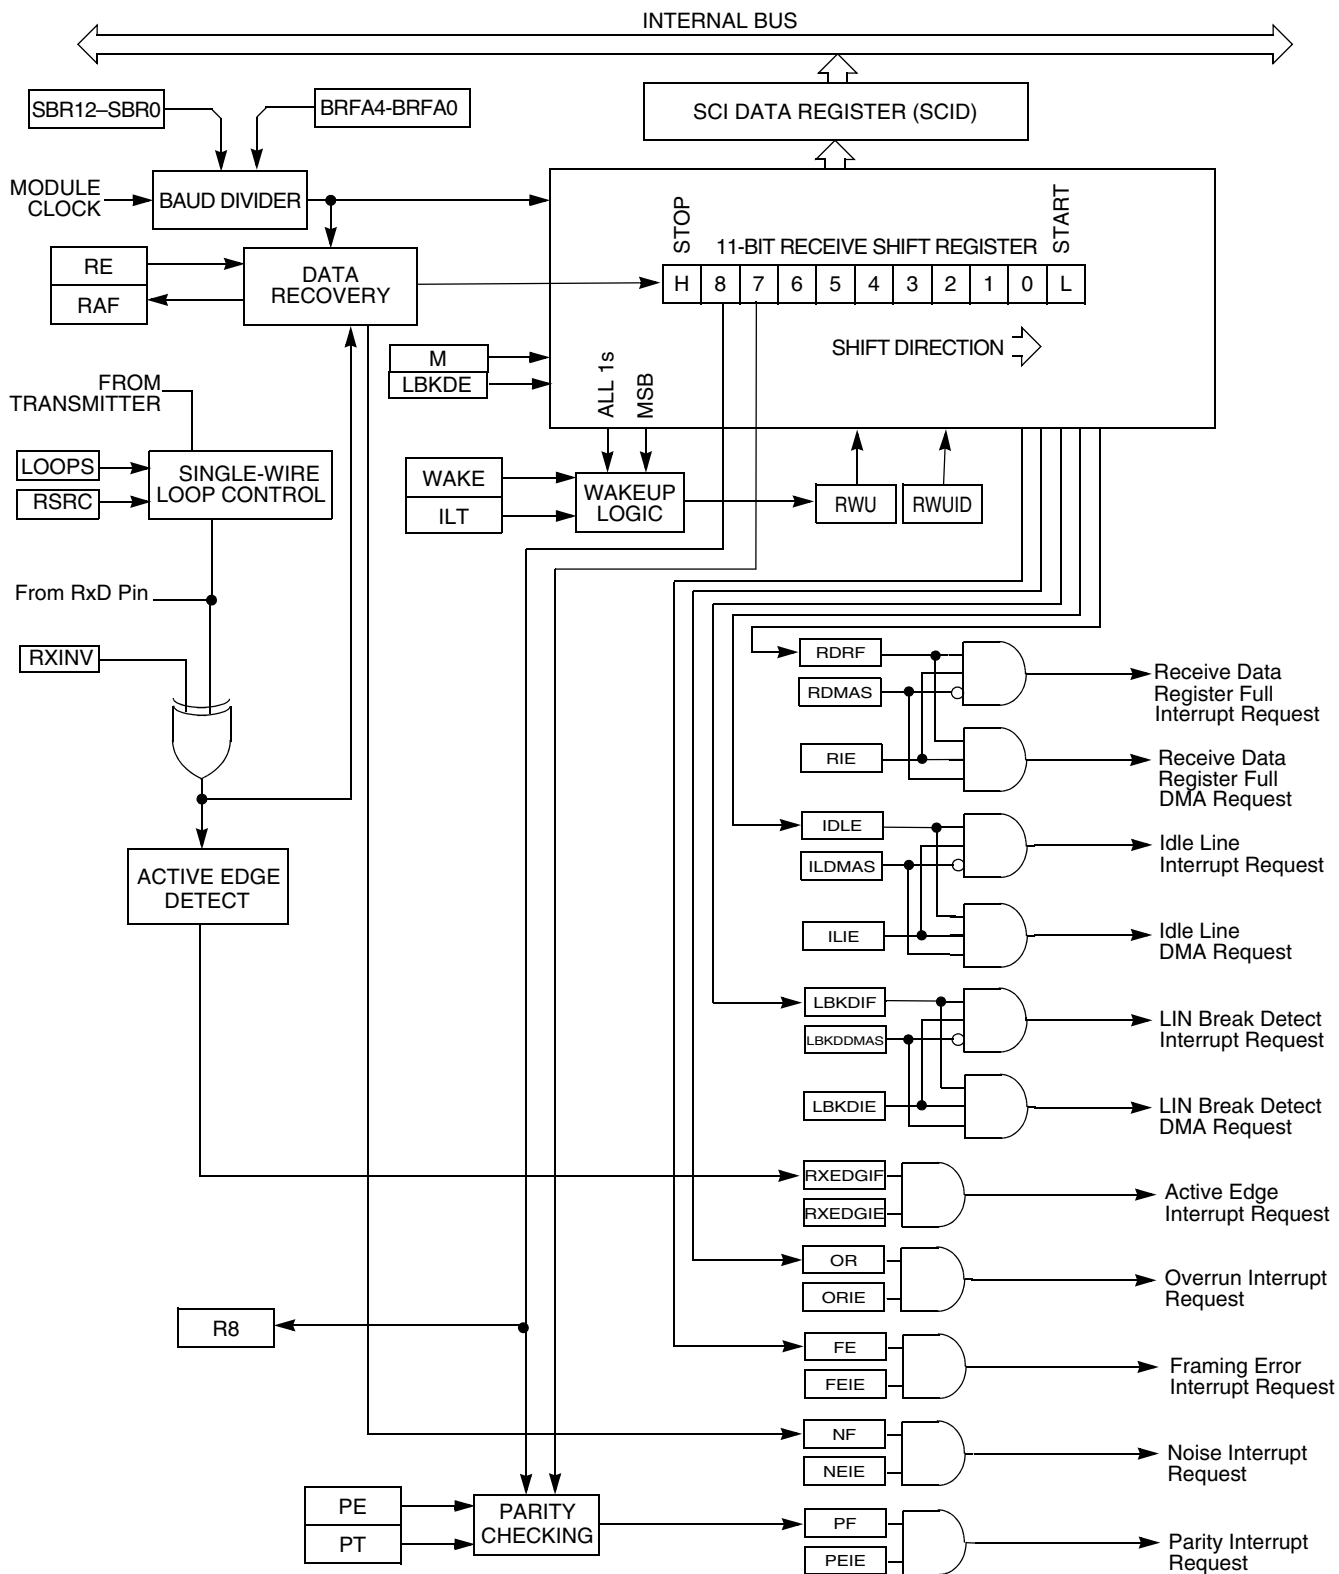 INTERNAL BUS
SBR12–SBR0
BRFA4-BRFA0
SCI DATA REGISTER (SCID)
MODULE
CLOCK
BAUD DIVIDER
STOP
11-BIT RECEIVE SHIFT REGISTER
START
RE
RAF
DATA
RECOVERY
H 8 7 6 5 4 3 2 1 0 L
SHIFT DIRECTION
M
LBKDE
ALL 1s
MSB
FROM
TRANSMITTER
LOOPS
RSRC
SINGLE-WIRE
LOOP CONTROL
WAKE
ILT
WAKEUP
LOGIC
RWU
RWUID
From RxD Pin
RXINV
RDRF
RDMAS
RIE
Receive Data
Register Full
Interrupt Request
Receive Data
Register Full
DMA Request
ACTIVE EDGE
DETECT
IDLE
ILDMAS
ILIE
Idle Line
Interrupt Request
Idle Line
DMA Request
LBKDIF
LBKDDMAS
LBKDIE
LIN Break Detect
Interrupt Request
LIN Break Detect
DMA Request
RXEDGIF
RXEDGIE
Active Edge
Interrupt Request
OR
ORIE
Overrun Interrupt
Request
R8
FE
FEIE
Framing Error
Interrupt Request
NF
NEIE
Noise Interrupt
Request
PE
PT
PARITY
CHECKING
PF
PEIE
Parity Interrupt
Request